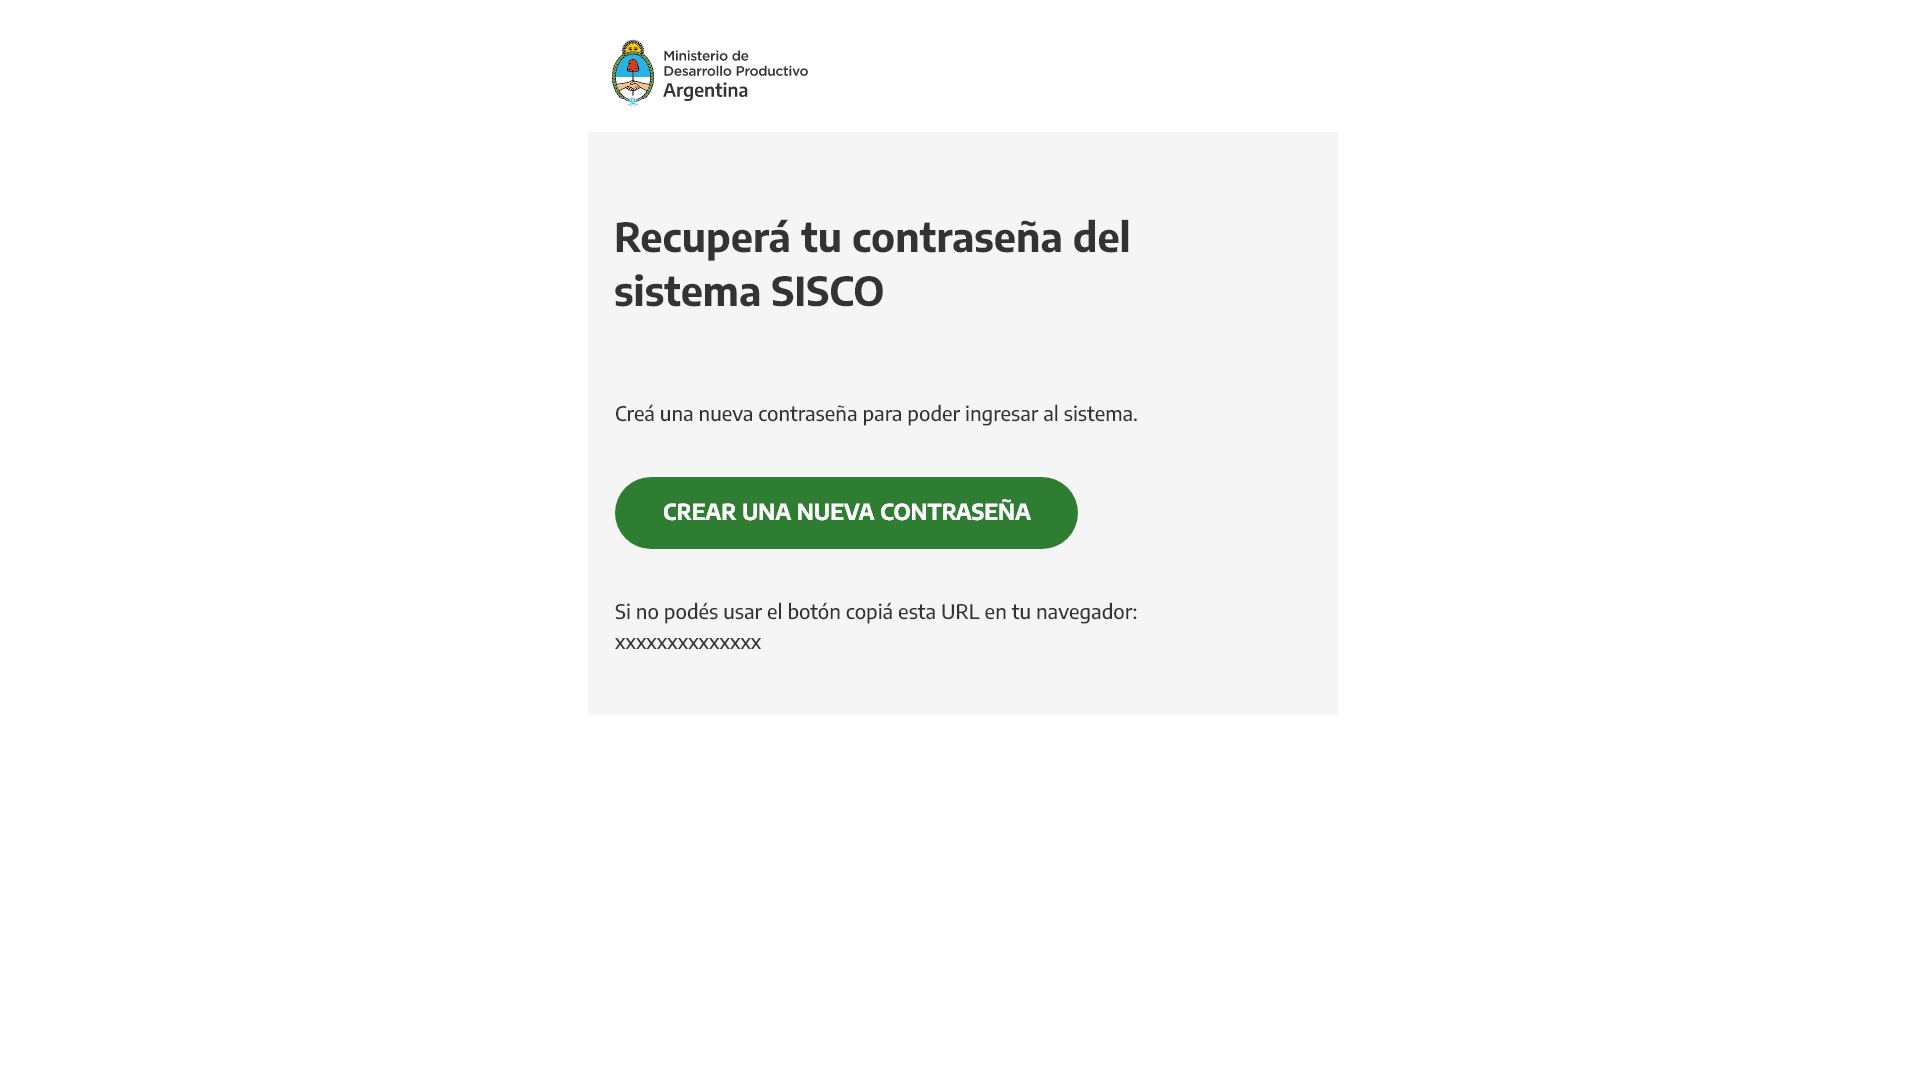 Ministerio de
Desarrollo Productivo
Argentina
Recuperá tu contraseña del
sistema SISCO
Creá una nueva contraseña para poder ingresar al sistema.
CREAR UNA NUEVA CONTRASEÑA
Si no podés usar el botón copiá esta URL en tu navegador:
xxxxxxxxxxxxxx